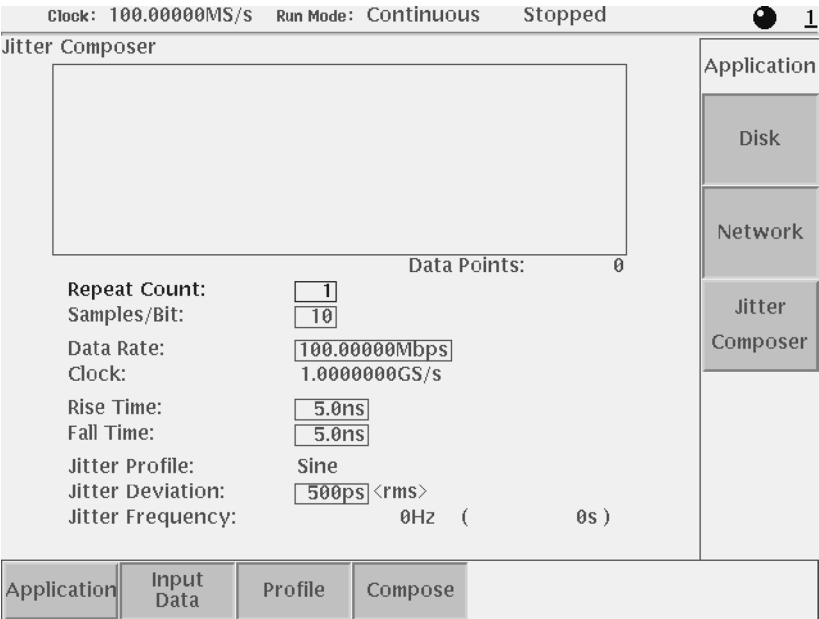 Clock: 100.00000MS/s Run Mode: Continuous Stopped 1
Jitter Composer
Application
Disk
Network
Jitter
Composer
Data Points: 0
Repeat Count: 1
Samples/Bit: 10
Data Rate: 100.00000Mbps
Clock: 1.0000000GS/s
Rise Time: 5.0ns
Fall Time: 5.0ns
Jitter Profile: Sine
Jitter Deviation: 500ps <rms>
Jitter Frequency: 0Hz ( 0s )
Application
Input
Data
Profile
Compose